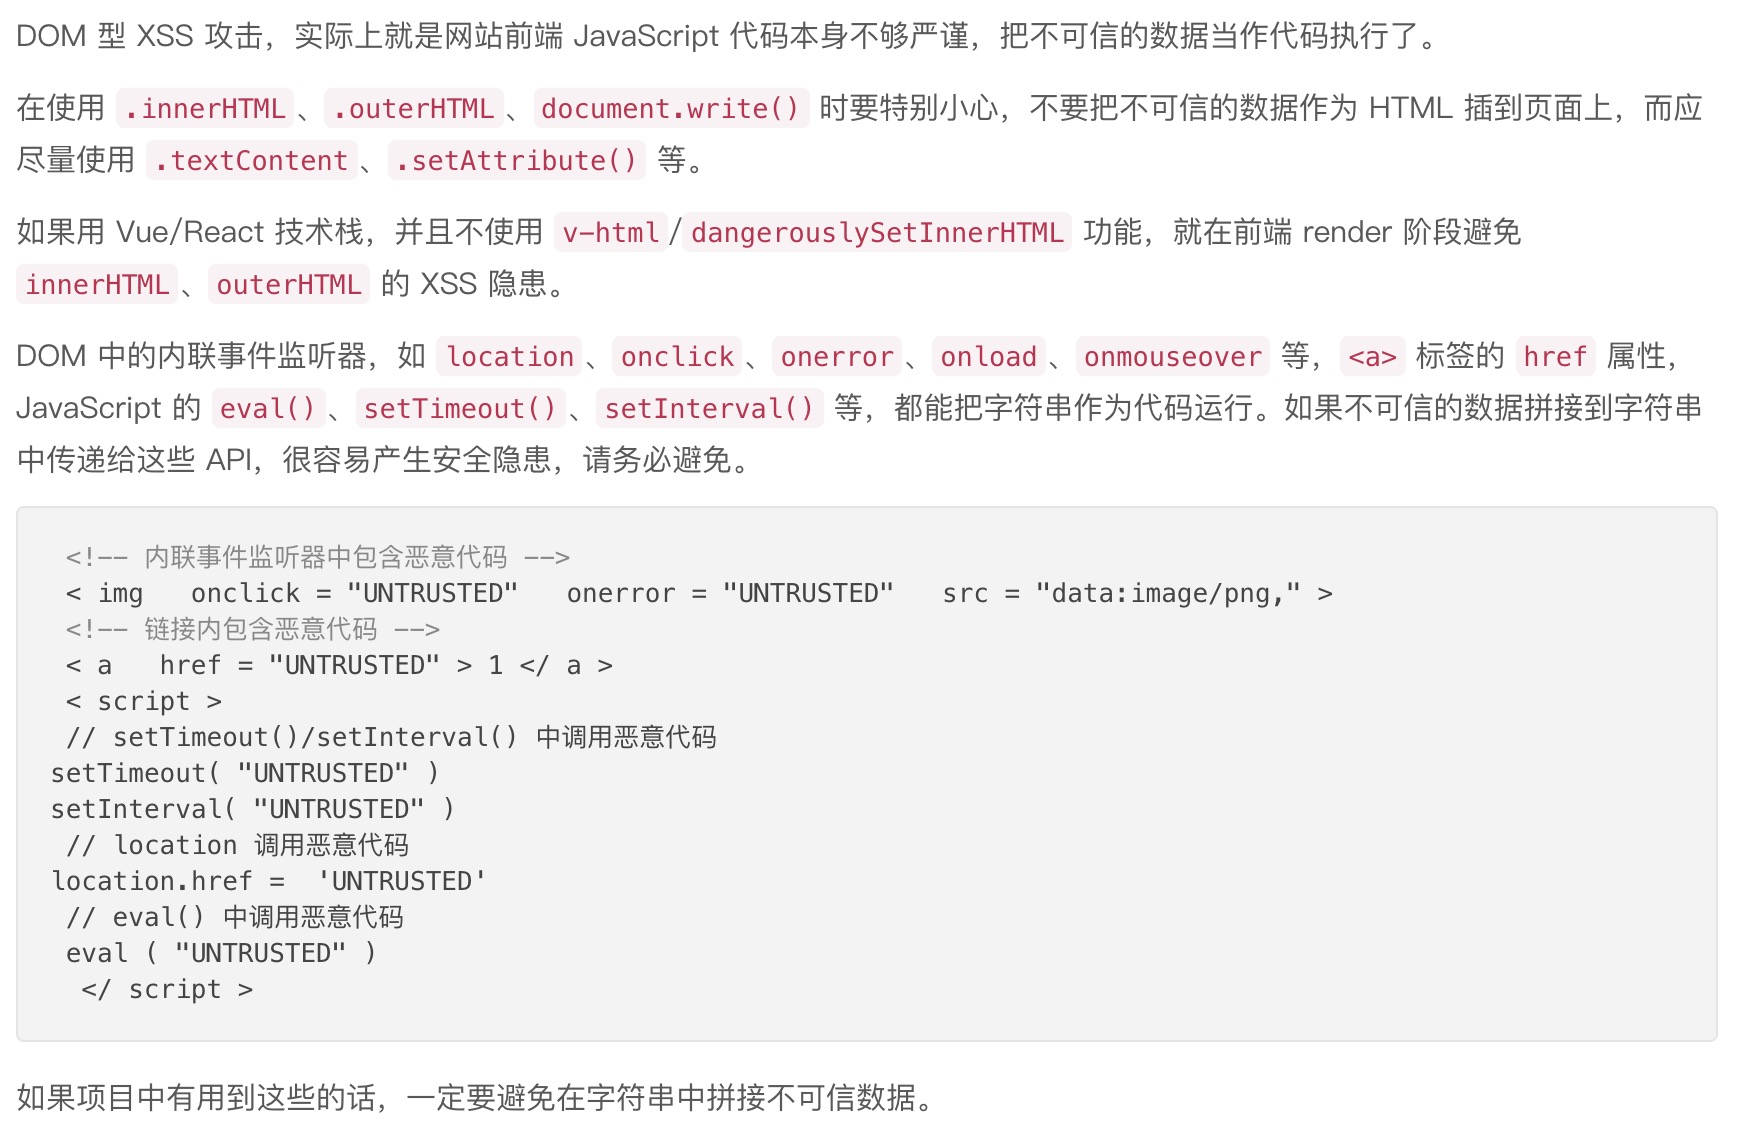 DOM 型 XSS 攻击，实际上就是网站前端 JavaScript 代码本身不够严谨，把不可信的数据当作代码执行了。
在使用 .innerHTML、.outerHTML、document.write() 时要特别小心，不要把不可信的数据作为 HTML 插到页面上，而应
尽量使用 .textContent、.setAttribute() 等。
如果用 Vue/React 技术栈，并且不使用 v-html/dangerouslySetInnerHTML 功能，就在前端 render 阶段避免
innerHTML、outerHTML 的 XSS 隐患。
DOM 中的内联事件监听器，如 location、onclick、onerror、onload、onmouseover 等，<a> 标签的 href 属性，
JavaScript 的 eval()、setTimeout()、setInterval() 等，都能把字符串作为代码运行。如果不可信的数据拼接到字符串
中传递给这些 API，很容易产生安全隐患，请务必避免。
<!-- 内联事件监听器中包含恶意代码 -->
< img   onclick = "UNTRUSTED"   onerror = "UNTRUSTED"   src = "data:image/png," >
<!-- 链接内包含恶意代码 -->
< a   href = "UNTRUSTED" > 1 </ a >
< script >
// setTimeout()/setInterval() 中调用恶意代码
setTimeout( "UNTRUSTED" )
setInterval( "UNTRUSTED" )
// location 调用恶意代码
location.href =  'UNTRUSTED'
// eval() 中调用恶意代码
eval ( "UNTRUSTED" )
</ script >
如果项目中有用到这些的话，一定要避免在字符串中拼接不可信数据。